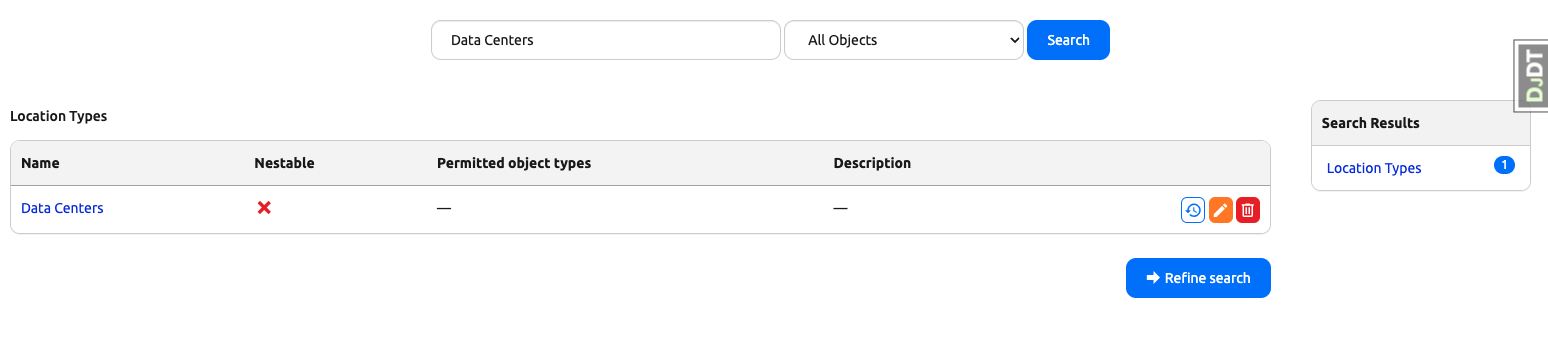 Data Centers All Objects Search
DJDT
Location Types
Search Results
Name Nestable Permitted object types Description
Location Types 1
Data Centers — —
Refine search